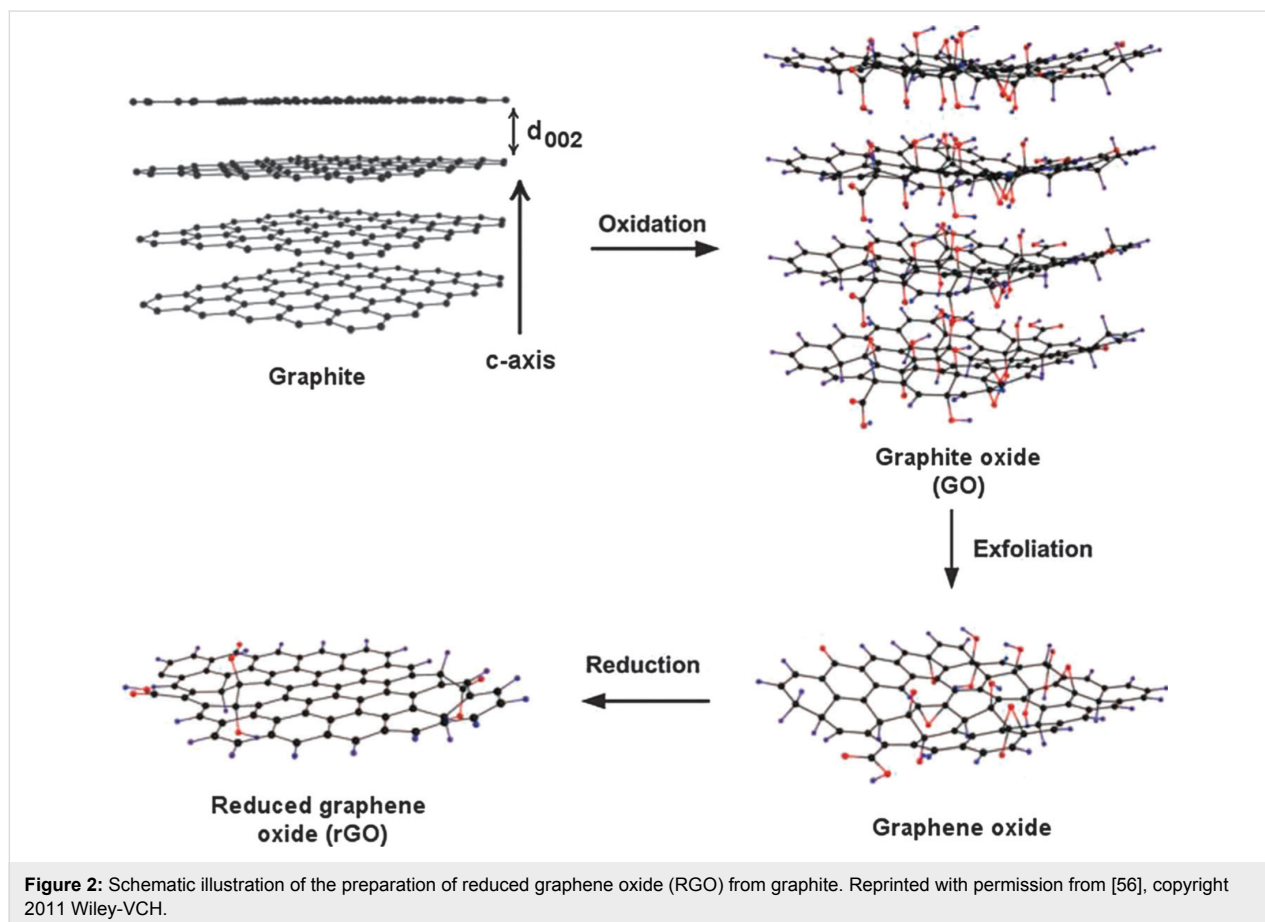 d002
Oxidation
c-axis
Graphite
Graphite oxide
(GO)
Exfoliation
Reduction
Reduced graphene
oxide (rGO)
Graphene oxide
Figure 2: Schematic illustration of the preparation of reduced graphene oxide (RGO) from graphite. Reprinted with permission from [56], copyright
2011 Wiley-VCH.